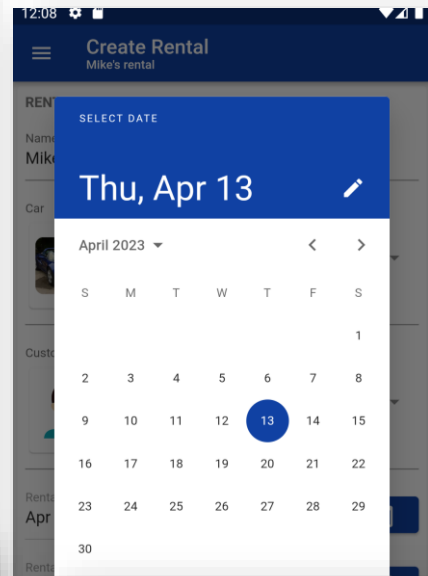 12:08
Create Rental
Mike's rental
SELECT DATE
Thu, Apr 13
April 2023
S M T W T F S
1
2 3 4 5 6 7 8
9 10 11 12 13 14 15
16 17 18 19 20 21 22
23 24 25 26 27 28 29
30
Car
Apr